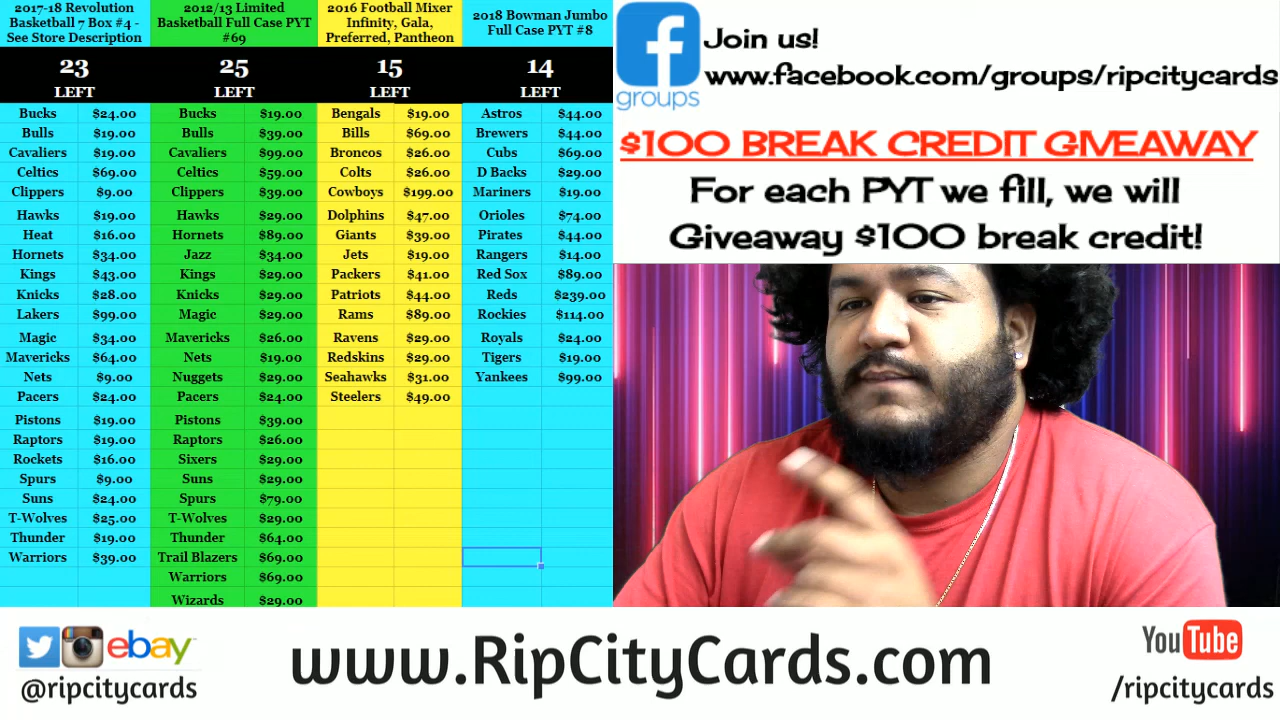 2017-18 Revolution
Basketball 7 Box #4 -
See Store Description
23
LEFT
Bucks $24.00
Bulls $19.00
Cavaliers $19.00
Celtics $69.00
Clippers $9.00
Hawks $19.00
Heat $16.00
Hornets $34.00
Kings $43.00
Knicks $28.00
Lakers $99.00
Magic $34.00
Mavericks $64.00
Nets $9.00
Pacers $24.00
Pistons $19.00
Raptors $19.00
Rockets $16.00
Spurs $9.00
Suns $24.00
T-Wolves $25.00
Thunder $19.00
Warriors $39.00
2012/13 Limited
Basketball Full Case PYT
#69
25
LEFT
Bucks $19.00
Bulls $39.00
Cavaliers $99.00
Celtics $59.00
Clippers $39.00
Hawks $29.00
Hornets $89.00
Jazz $34.00
Kings $29.00
Knicks $29.00
Magic $29.00
Mavericks $26.00
Nets $19.00
Nuggets $29.00
Pacers $24.00
Pistons $39.00
Raptors $26.00
Sixers $29.00
Suns $29.00
Spurs $79.00
T-Wolves $29.00
Thunder $64.00
Trail Blazers $69.00
Warriors $69.00
Wizards $29.00
2016 Football Mixer
Infinity, Gala,
Preferred, Pantheon
15
LEFT
Bengals $19.00
Bills $69.00
Broncos $26.00
Colts $26.00
Cowboys $199.00
Dolphins $47.00
Giants $39.00
Jets $19.00
Packers $41.00
Patriots $44.00
Rams $89.00
Ravens $29.00
Redskins $29.00
Seahawks $31.00
Steelers $49.00
2018 Bowman Jumbo
Full Case PYT #8
14
LEFT
Astros $44.00
Brewers $44.00
Cubs $69.00
D Backs $29.00
Mariners $19.00
Orioles $74.00
Pirates $44.00
Rangers $14.00
Red Sox $89.00
Reds $239.00
Rockies $114.00
Royals $24.00
Tigers $19.00
Yankees $99.00
f
groups
Join us!
www.facebook.com/groups/ripcitycards
$100 BREAK CREDIT GIVEAWAY
For each PYT we fill, we will
Giveaway $100 break credit!
ebay
@ripcitycards
www.RipCityCards.com
YouTube
/ripcitycards